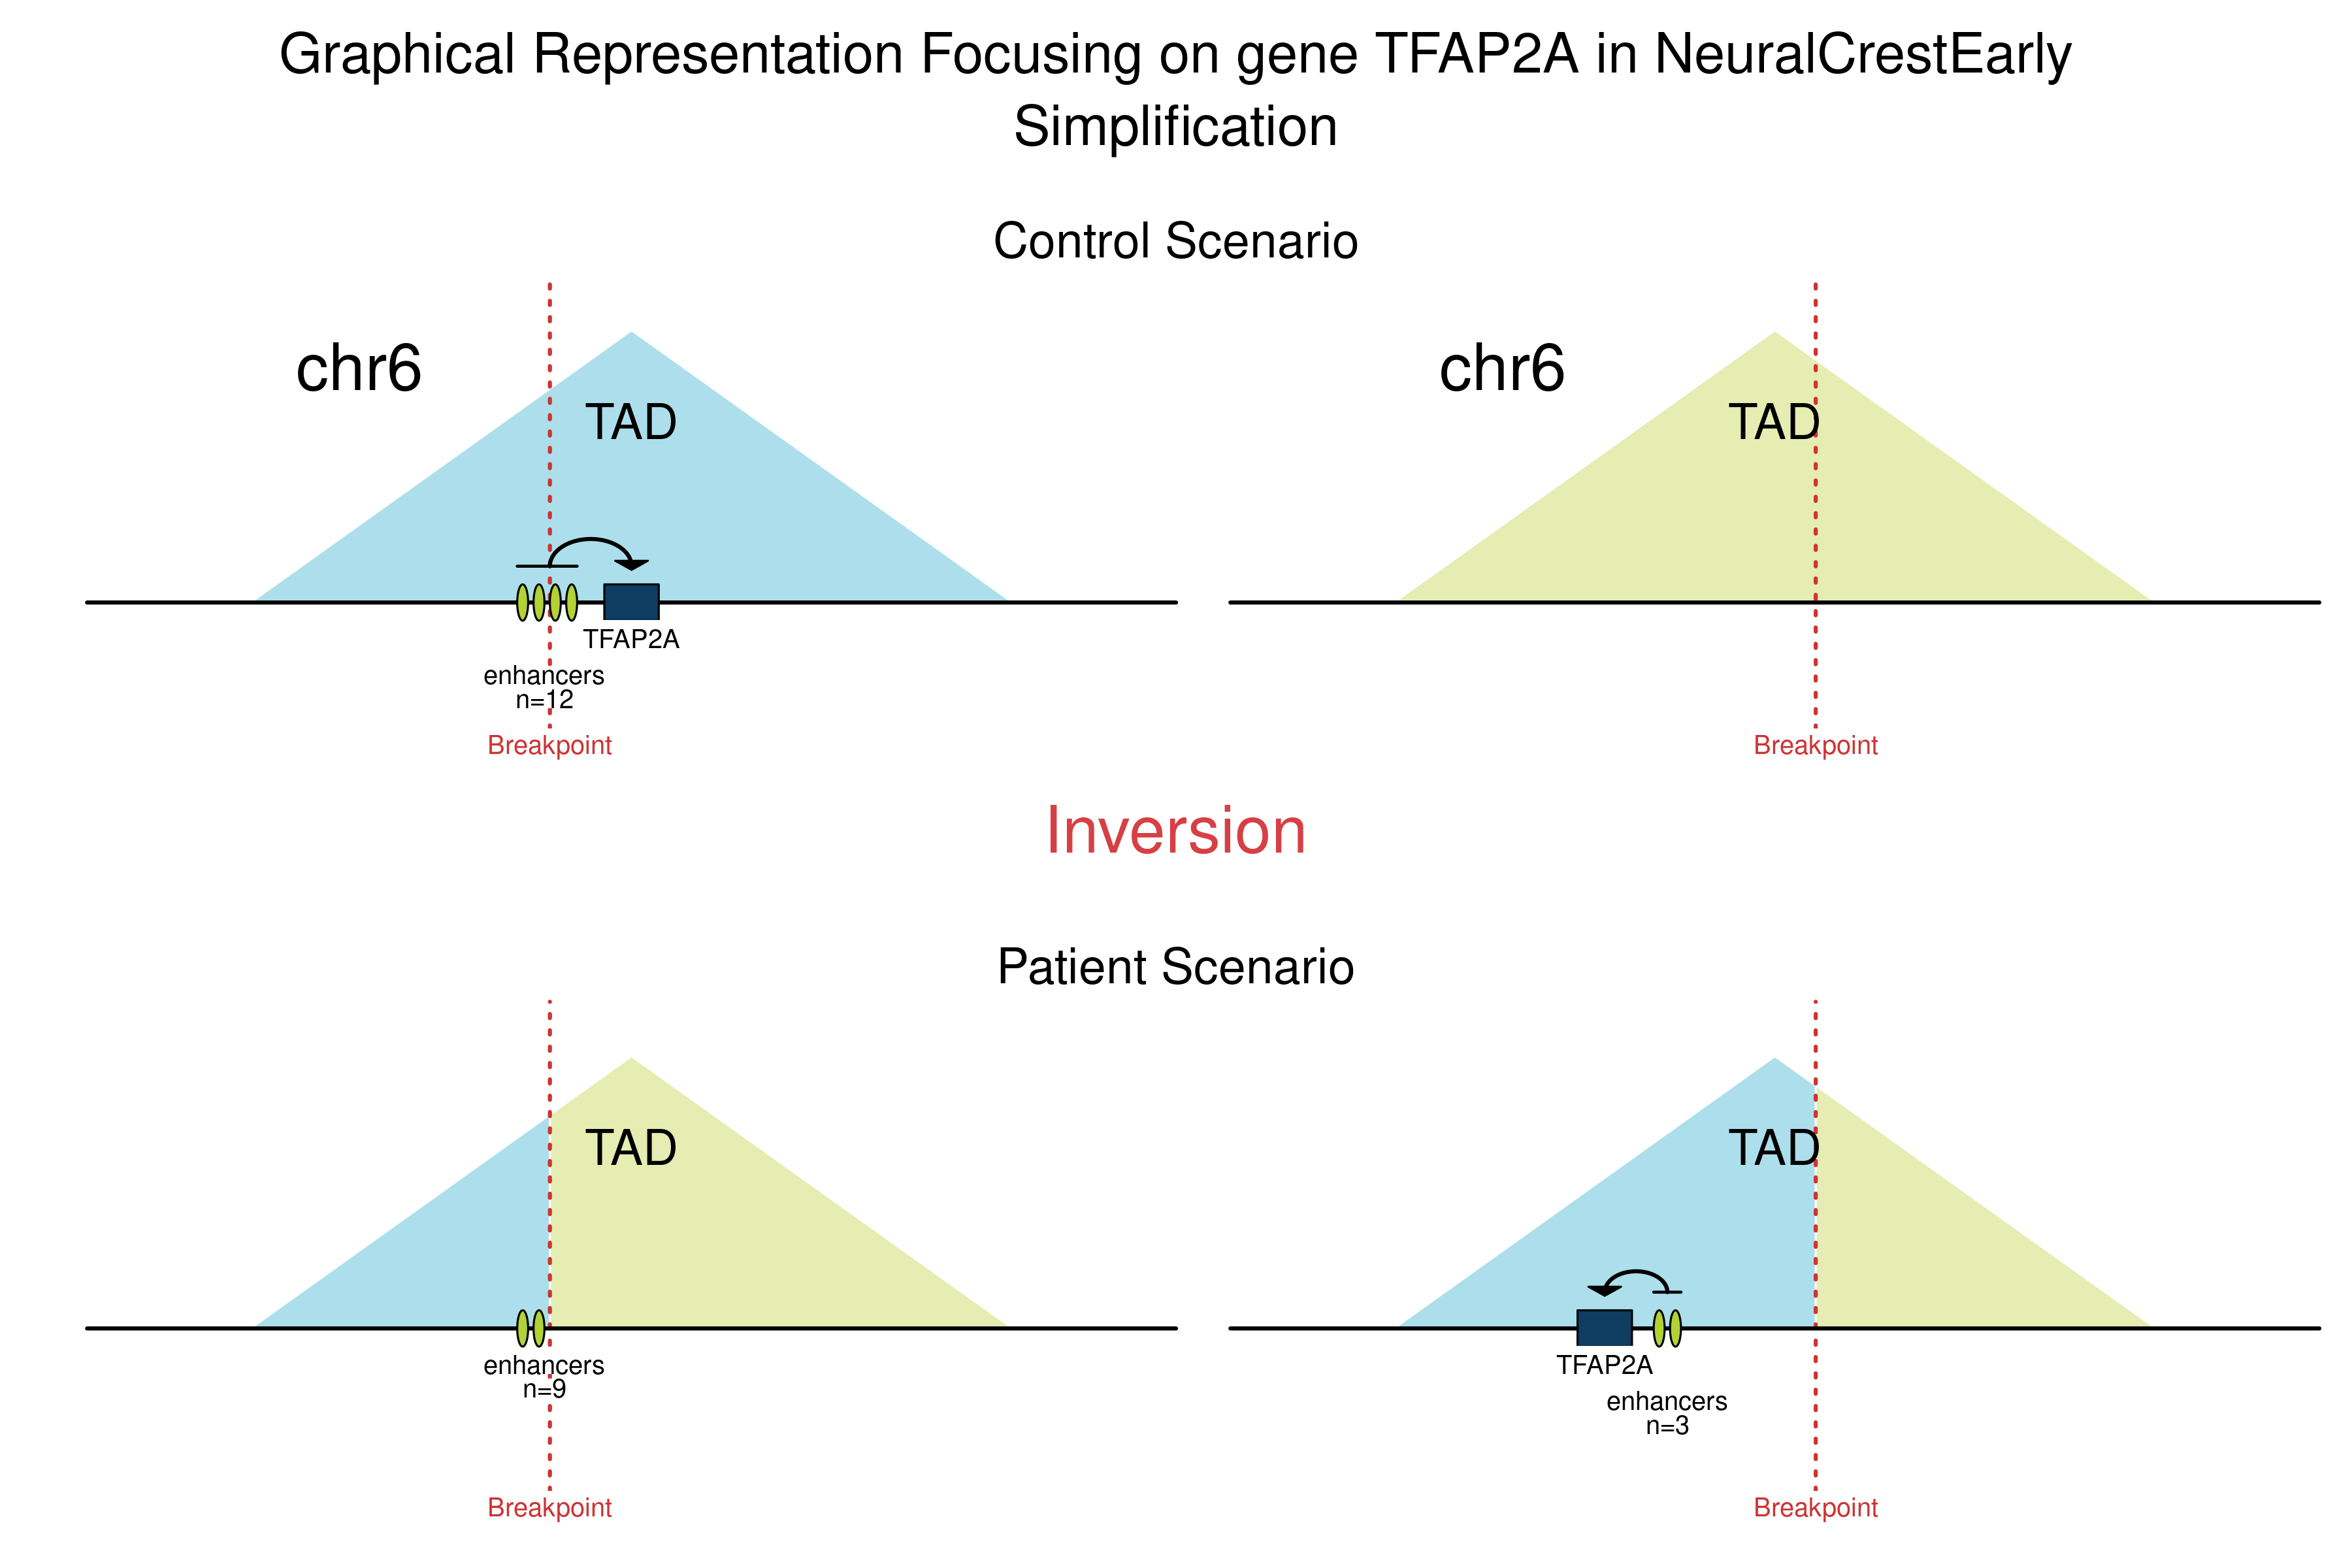 Graphical Representation Focusing on gene TFAP2A in NeuralCrestEarly
Simplification
Control Scenario
chr6
chr6
TAD
TAD
TFAP2A
enhancers
n=12
Breakpoint
Breakpoint
Inversion
Patient Scenario
TAD
TAD
enhancers
n=9
TFAP2A
enhancers
n=3
Breakpoint
Breakpoint